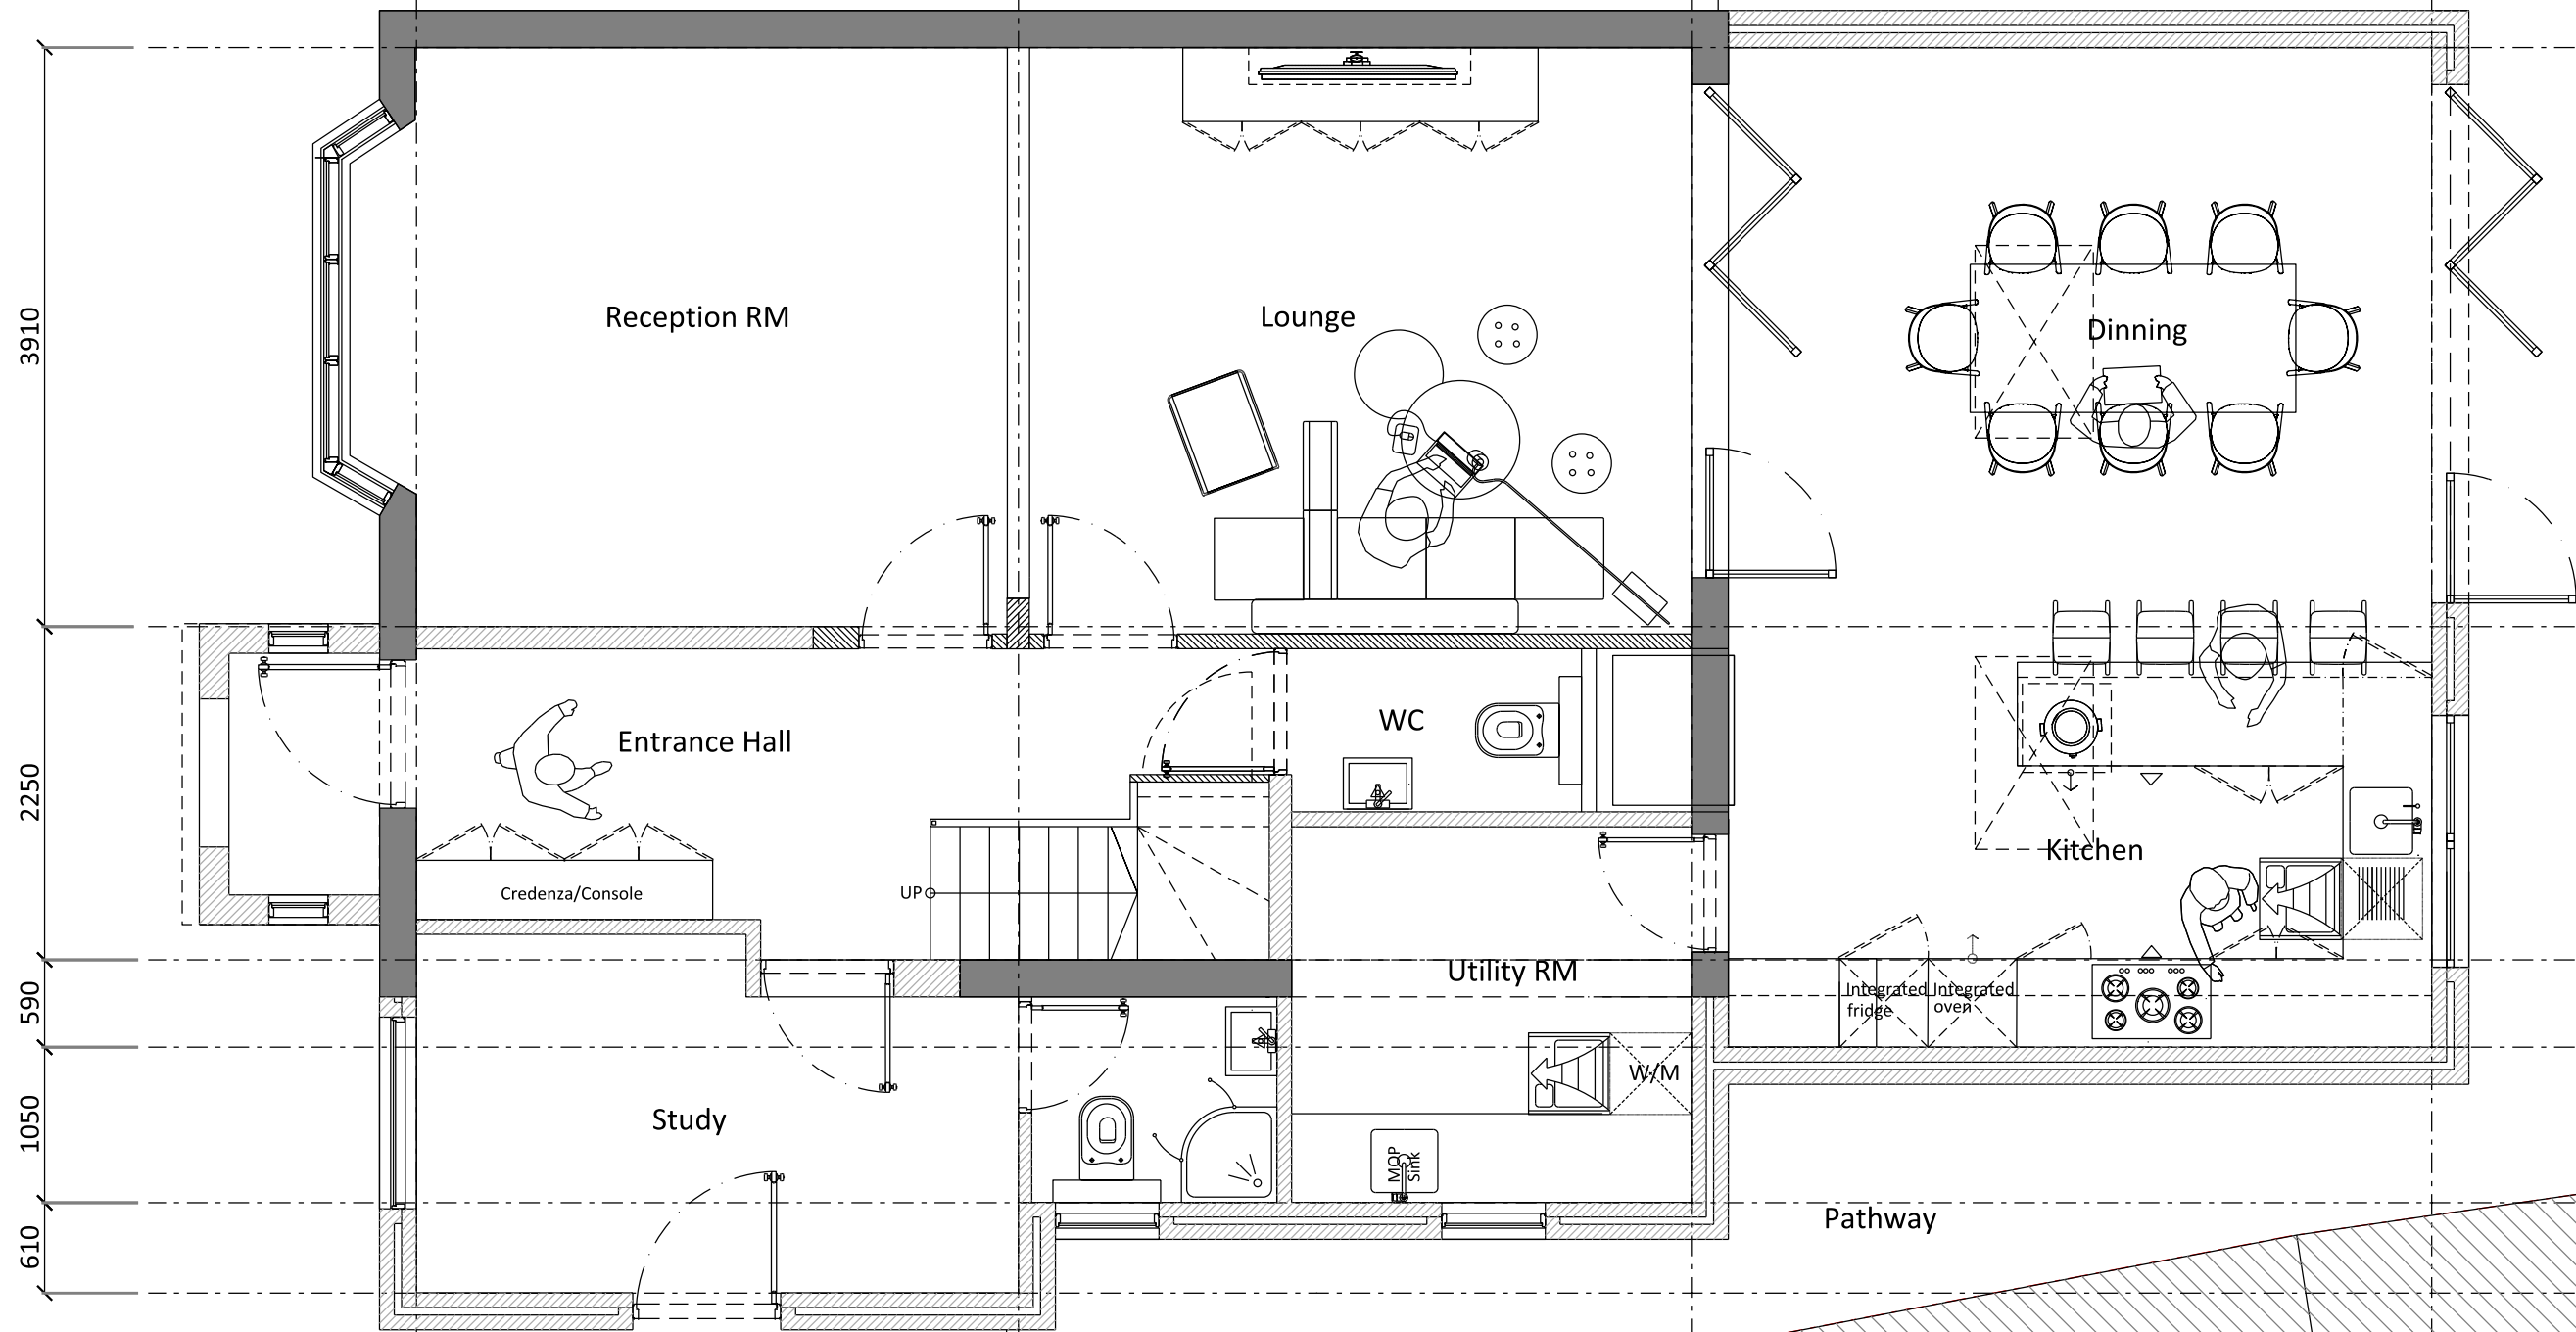 Reception RM
Lounge
Dinning
3910
Entrance Hall
WC
2250
Kitchen
Credenza/Console
UP
Utility RM
590
Integrated
fridge
Integrated
oven
W/M
Study
1050
MOP
Sink
Pathway
610